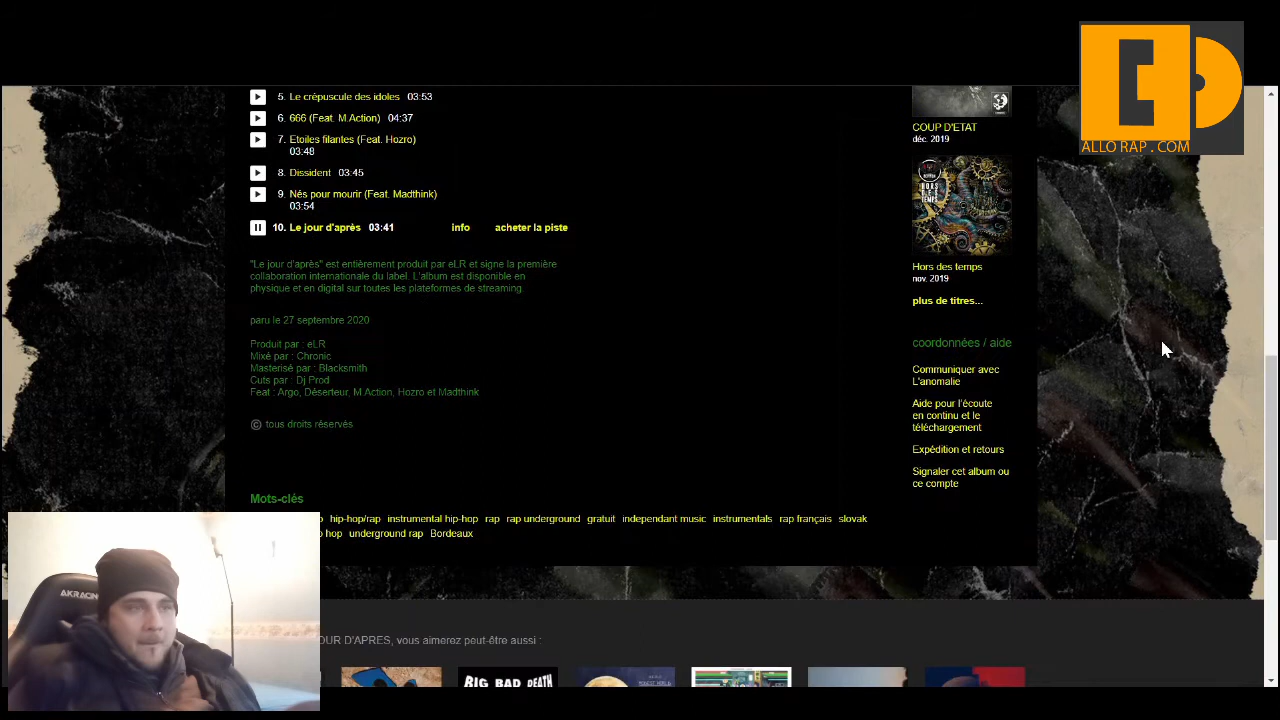 ALLO RAP . COM
5. Le crépuscule des idoles 03:53
6. 666 (Feat. M.Action) 04:37
7. Etoiles filantes (Feat. Hozro)
03:48
8. Dissident 03:45
9. Nés pour mourir (Feat. Madthink)
03:54
10. Le jour d'après 03:41 info acheter la piste
"Le jour d'après" est entièrement produit par eLR et signe la première
collaboration internationale du label. L'album est disponible en
physique et en digital sur toutes les plateformes de streaming.
paru le 27 septembre 2020
Produit par : eLR
Mixé par : Chronic
Masterisé par : Blacksmith
Cuts par : Dj Prod
Feat : Argo, Déserteur, M.Action, Hozro et Madthink
© tous droits réservés
Mots-clés
hip-hop/rap instrumental hip-hop rap rap underground gratuit independant music instrumentals rap français slovak
hop underground rap Bordeaux
COUP D'ETAT
déc. 2019
HORS DES TEMPS
Hors des temps
nov. 2019
plus de titres...
coordonnées / aide
Communiquer avec
L'anomalie
Aide pour l'écoute
en continu et le
téléchargement
Expédition et retours
Signaler cet album ou
ce compte
D'APRES, vous aimerez peut-être aussi :
BIG BAD DEATH